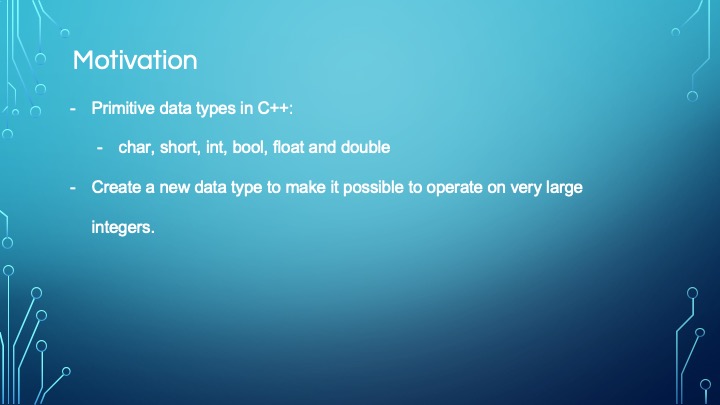 Motivation
- Primitive data types in C++:
- char, short, int, bool, float and double
- Create a new data type to make it possible to operate on very large
integers.